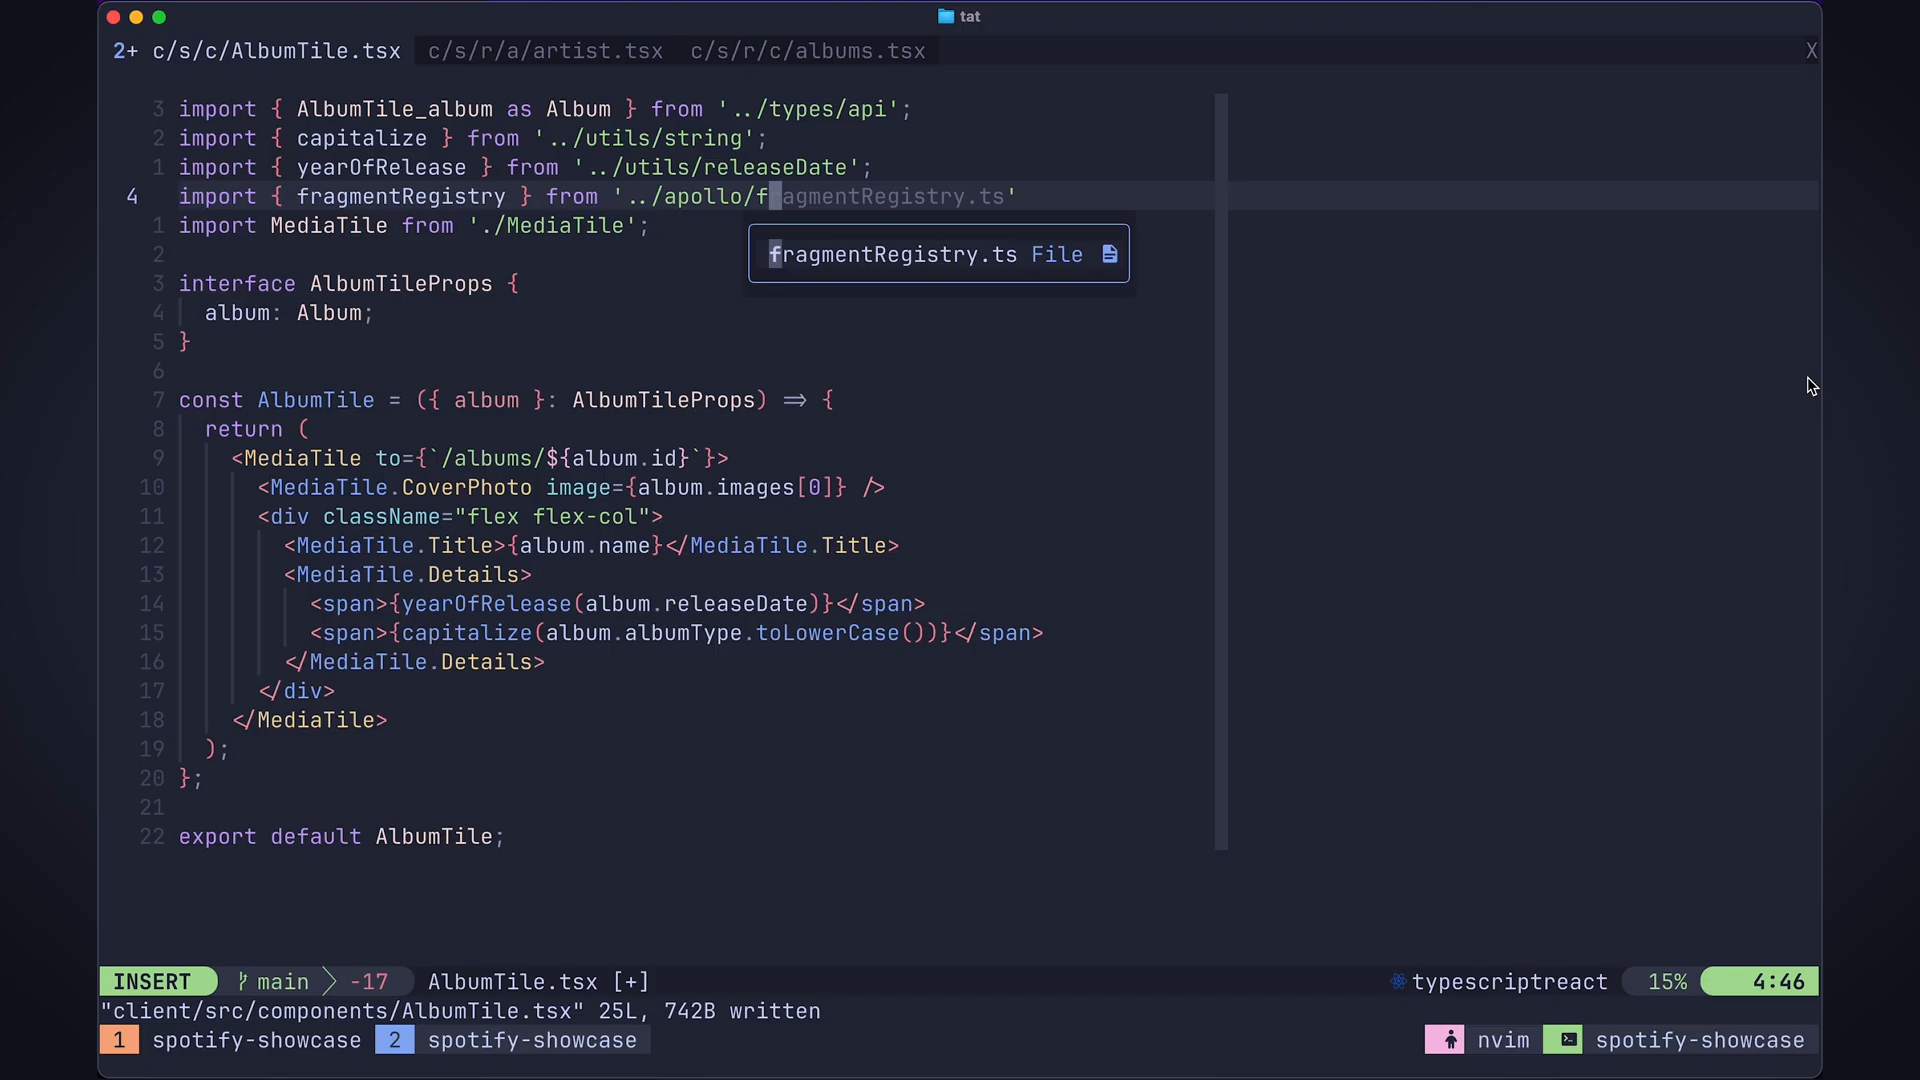 tat
2+ c/s/c/AlbumTile.tsx c/s/r/a/artist.tsx c/s/r/c/albums.tsx X
3 import { AlbumTile_album as Album } from '../types/api';
2 import { capitalize } from '../utils/string';
1 import { yearOfRelease } from '../utils/releaseDate';
4 import { fragmentRegistry } from '../apollo/fragmentRegistry.ts'
1 import MediaTile from './MediaTile';
2
fragmentRegistry.ts File
3 interface AlbumTileProps {
4 album: Album;
5 }
6
7 const AlbumTile = ({ album }: AlbumTileProps) => {
8 return (
9 <MediaTile to={`/albums/${album.id}`}>
10 <MediaTile.CoverPhoto image={album.images[0]} />
11 <div className="flex flex-col">
12 <MediaTile.Title>{album.name}</MediaTile.Title>
13 <MediaTile.Details>
14 <span>{yearOfRelease(album.releaseDate)}</span>
15 <span>{capitalize(album.albumType.toLowerCase())}</span>
16 </MediaTile.Details>
17 </div>
18 </MediaTile>
19 );
20 };
21
22 export default AlbumTile;
INSERT main -17 AlbumTile.tsx [+] typescriptreact 15% 4:46
"client/src/components/AlbumTile.tsx" 25L, 742B written
1 spotify-showcase 2 spotify-showcase nvim spotify-showcase